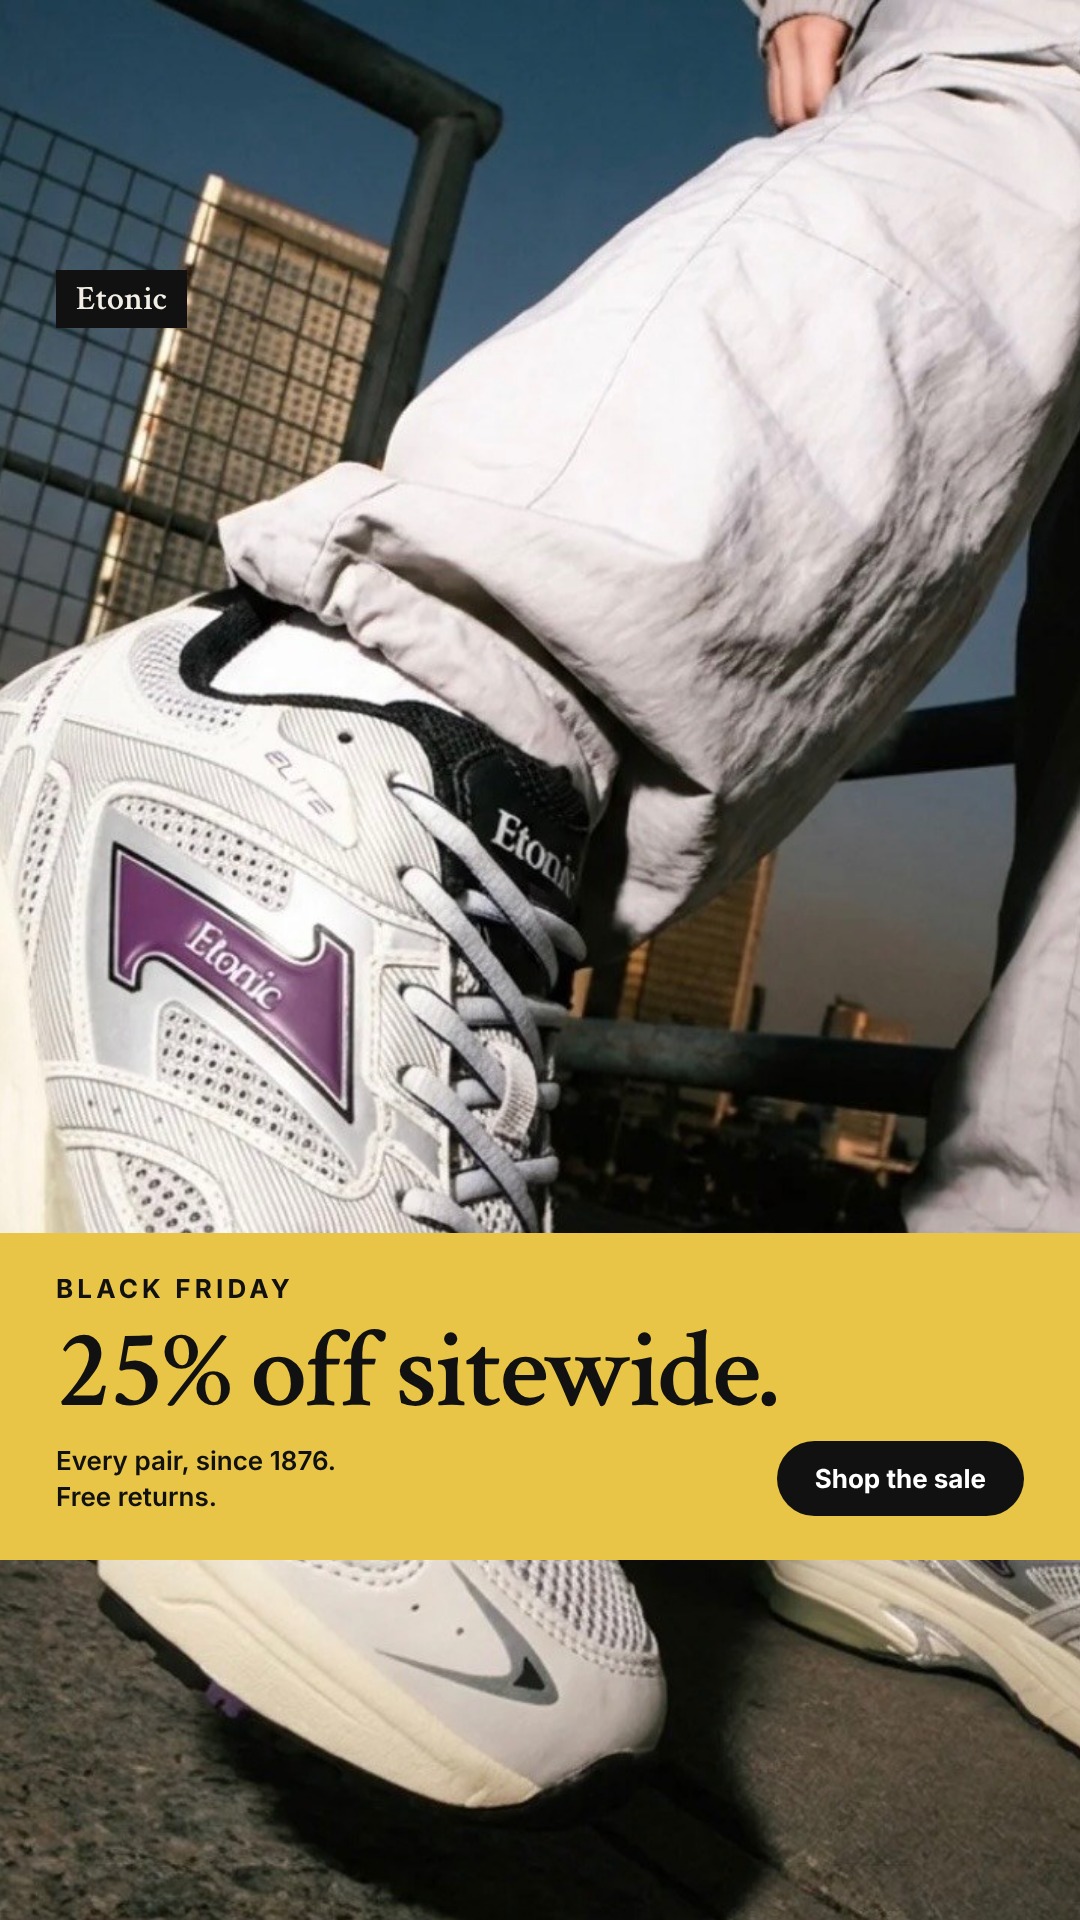 Etonic
ELITE
Etonic
Etonic
BLACK FRIDAY
25% off sitewide.
Every pair, since 1876.
Free returns.
Shop the sale